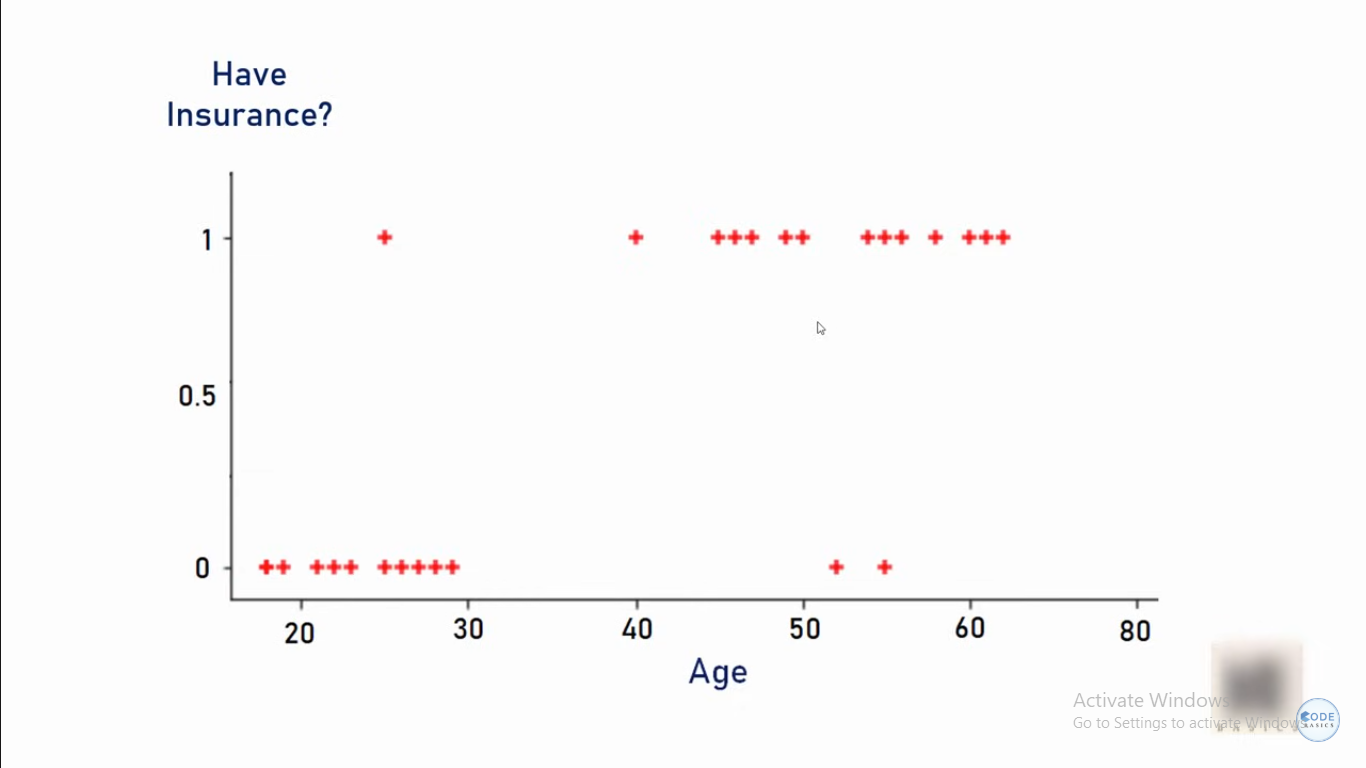 Have
Insurance?
1
0.5
0
20 30 40 50 60 80
Age
Activate Windows
Go to Settings to activate Windows.
CODE
BASICS